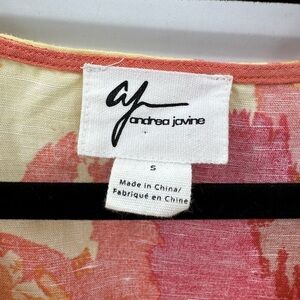 aj
andrea jovine
S
Made in China/
Fabriqué en Chine